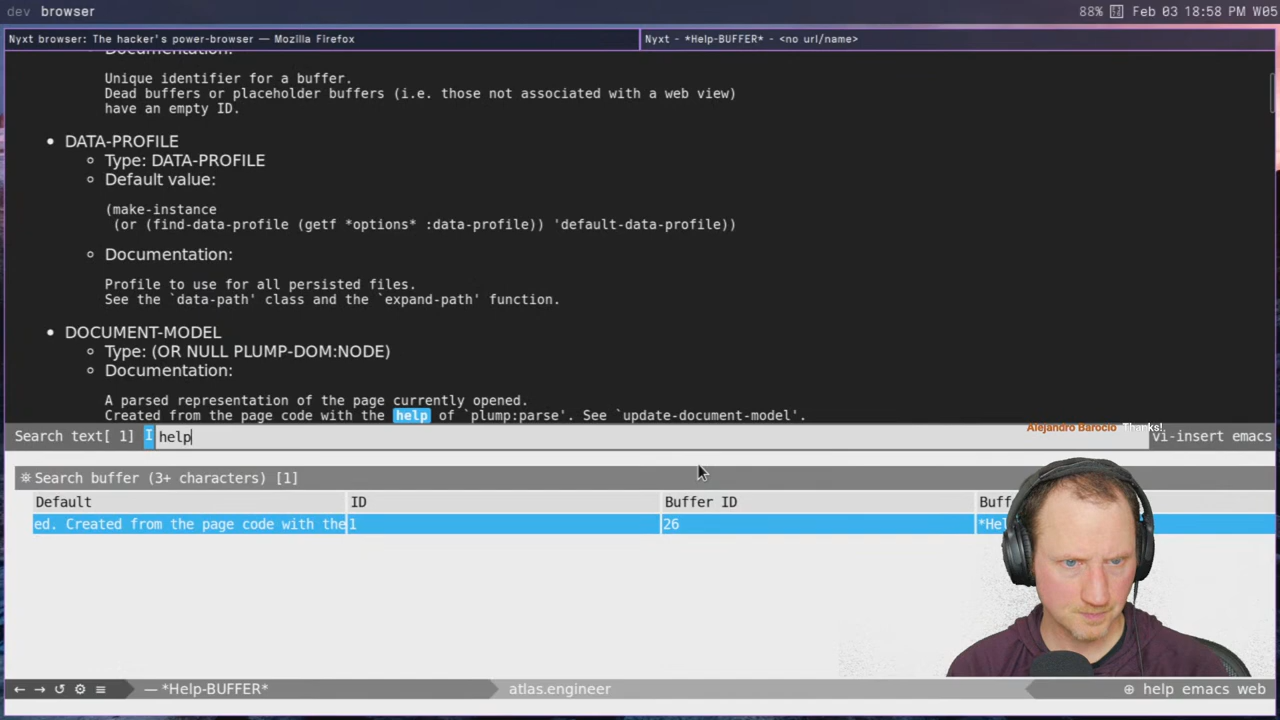 dev browser
88% Feb 03 18:58 PM W05
Nyxt browser: The hacker's power-browser — Mozilla Firefox
Nyxt - *Help-BUFFER* - <no url/name>
Documentation:
Unique identifier for a buffer.
Dead buffers or placeholder buffers (i.e. those not associated with a web view)
have an empty ID.
• DATA-PROFILE
◦ Type: DATA-PROFILE
◦ Default value:
(make-instance
(or (find-data-profile (getf *options* :data-profile)) 'default-data-profile))
◦ Documentation:
Profile to use for all persisted files.
See the `data-path' class and the `expand-path' function.
• DOCUMENT-MODEL
◦ Type: (OR NULL PLUMP-DOM:NODE)
◦ Documentation:
A parsed representation of the page currently opened.
Created from the page code with the help of `plump:parse'. See `update-document-model'.
Alejandro Barocio Thanks!
Search text[ 1] I help vi-insert emacs
Search buffer (3+ characters) [1]
Default ID Buffer ID
ed. Created from the page code with the 1 26
← → — *Help-BUFFER* atlas.engineer help emacs web